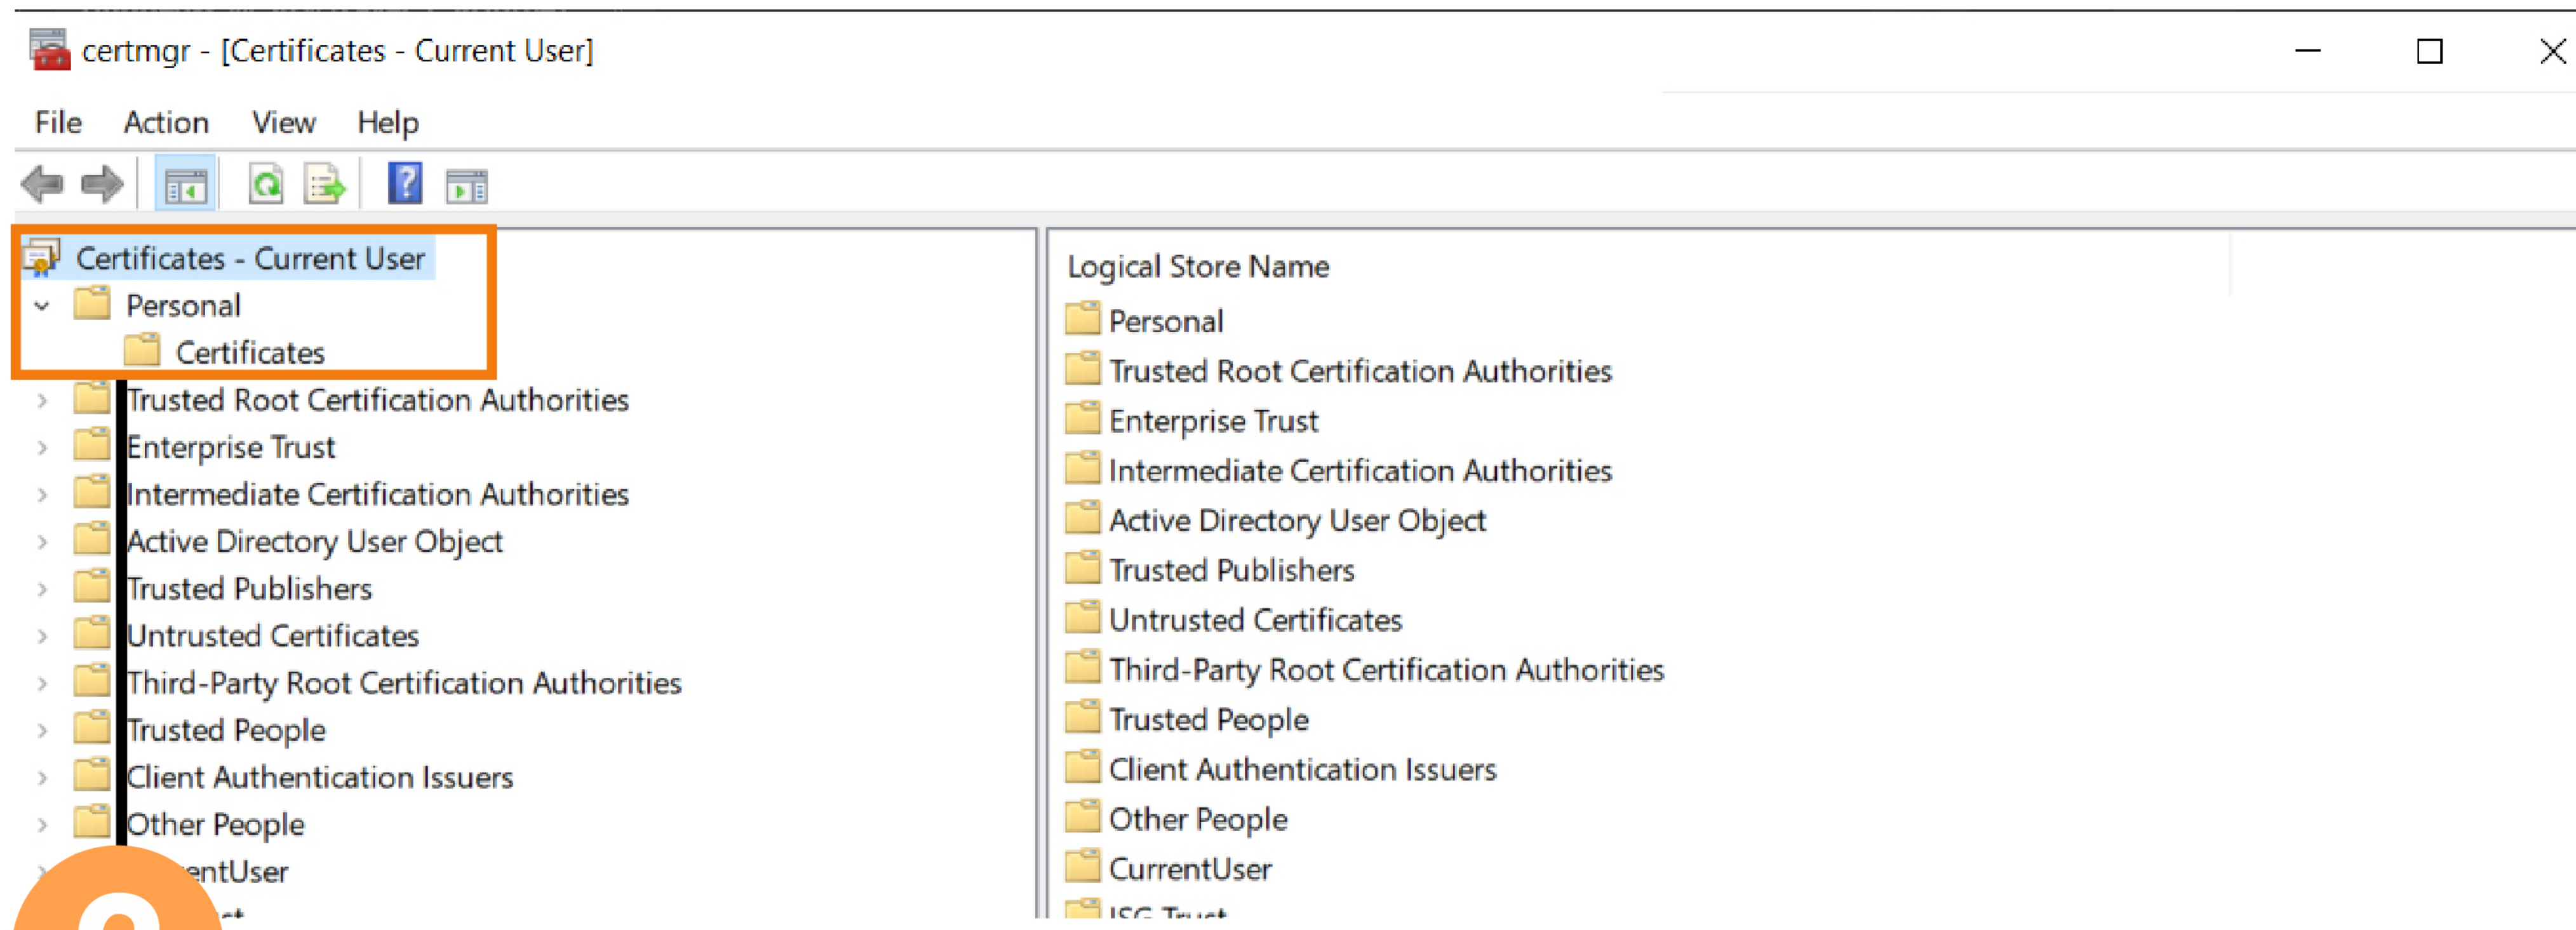 certmgr - [Certificates - Current User]
File Action View Help
Certificates - Current User
Personal
Certificates
Trusted Root Certification Authorities
Enterprise Trust
Intermediate Certification Authorities
Active Directory User Object
Trusted Publishers
Untrusted Certificates
Third-Party Root Certification Authorities
Trusted People
Client Authentication Issuers
Other People
entUser
Logical Store Name
Personal
Trusted Root Certification Authorities
Enterprise Trust
Intermediate Certification Authorities
Active Directory User Object
Trusted Publishers
Untrusted Certificates
Third-Party Root Certification Authorities
Trusted People
Client Authentication Issuers
Other People
CurrentUser